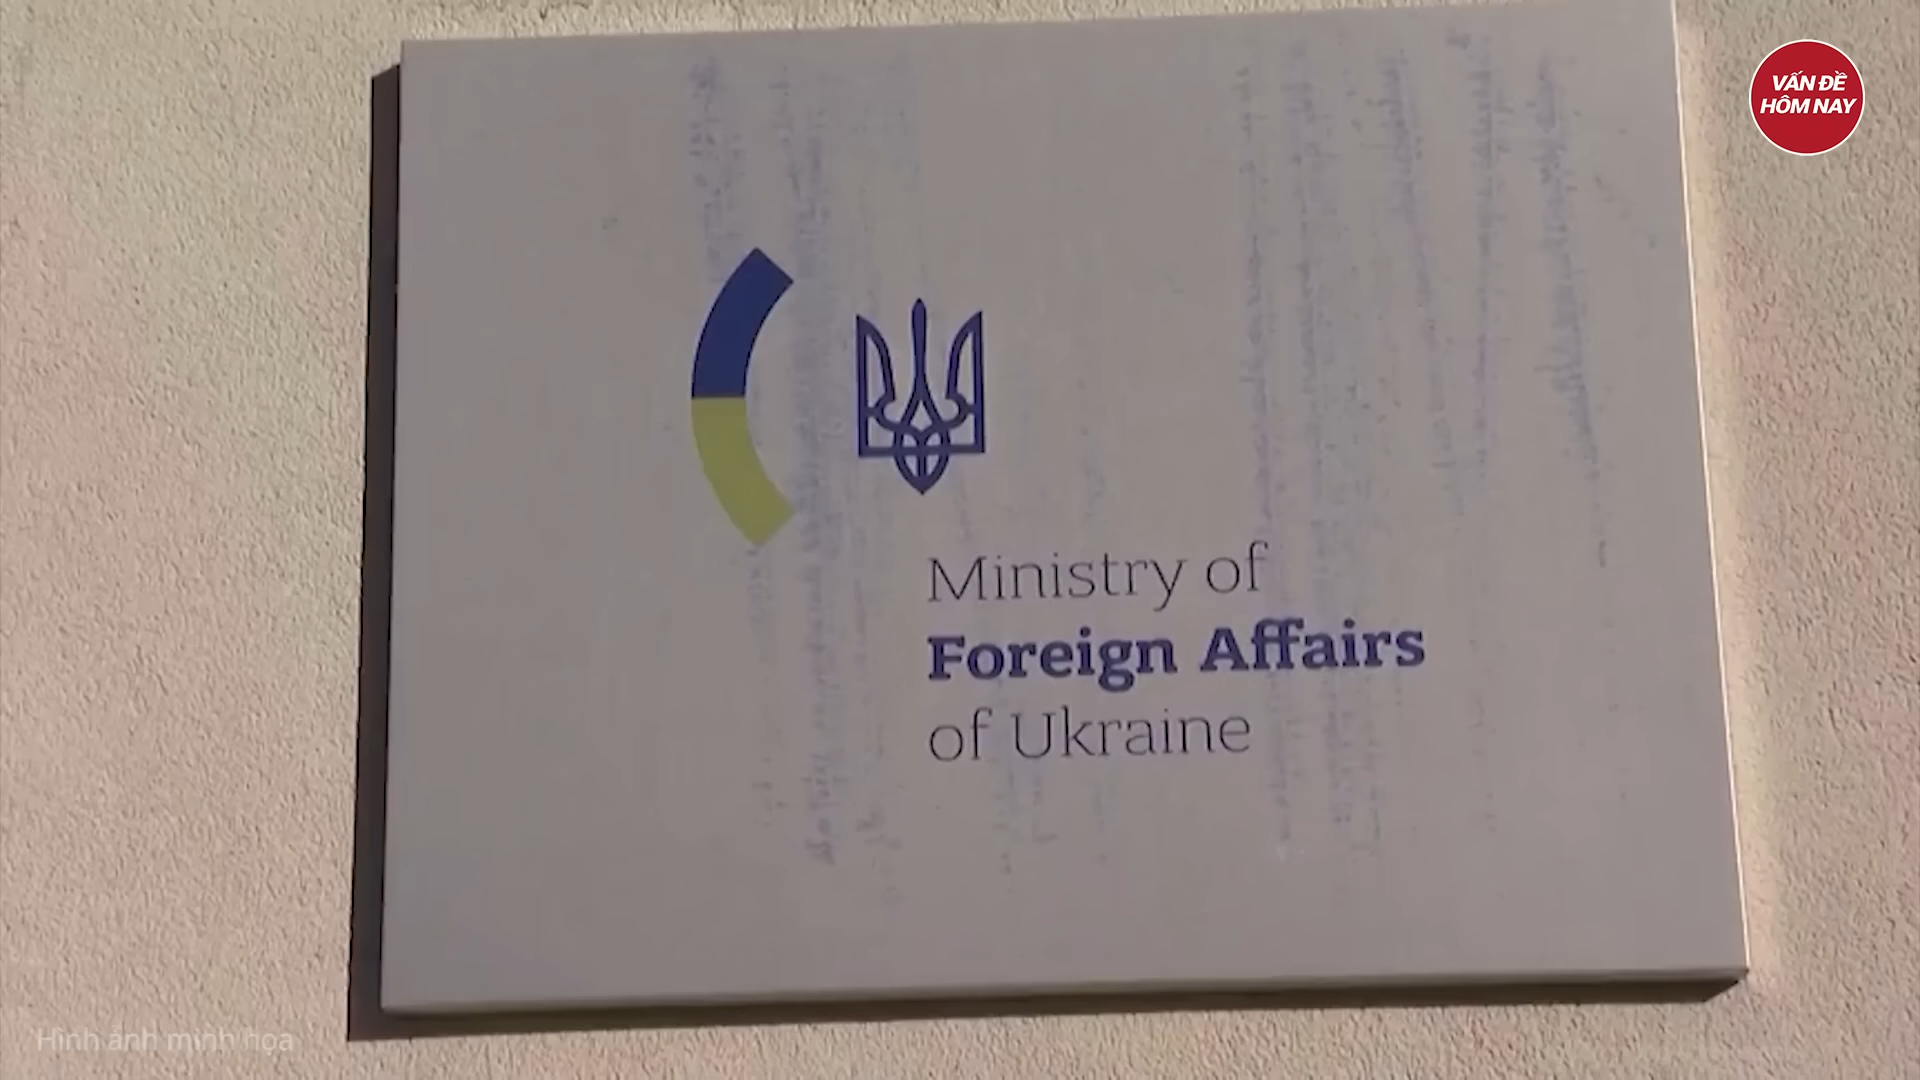 VẤN ĐỀ
HÔM NAY
Ministry of
Foreign Affairs
of Ukraine
Hình ảnh minh họa